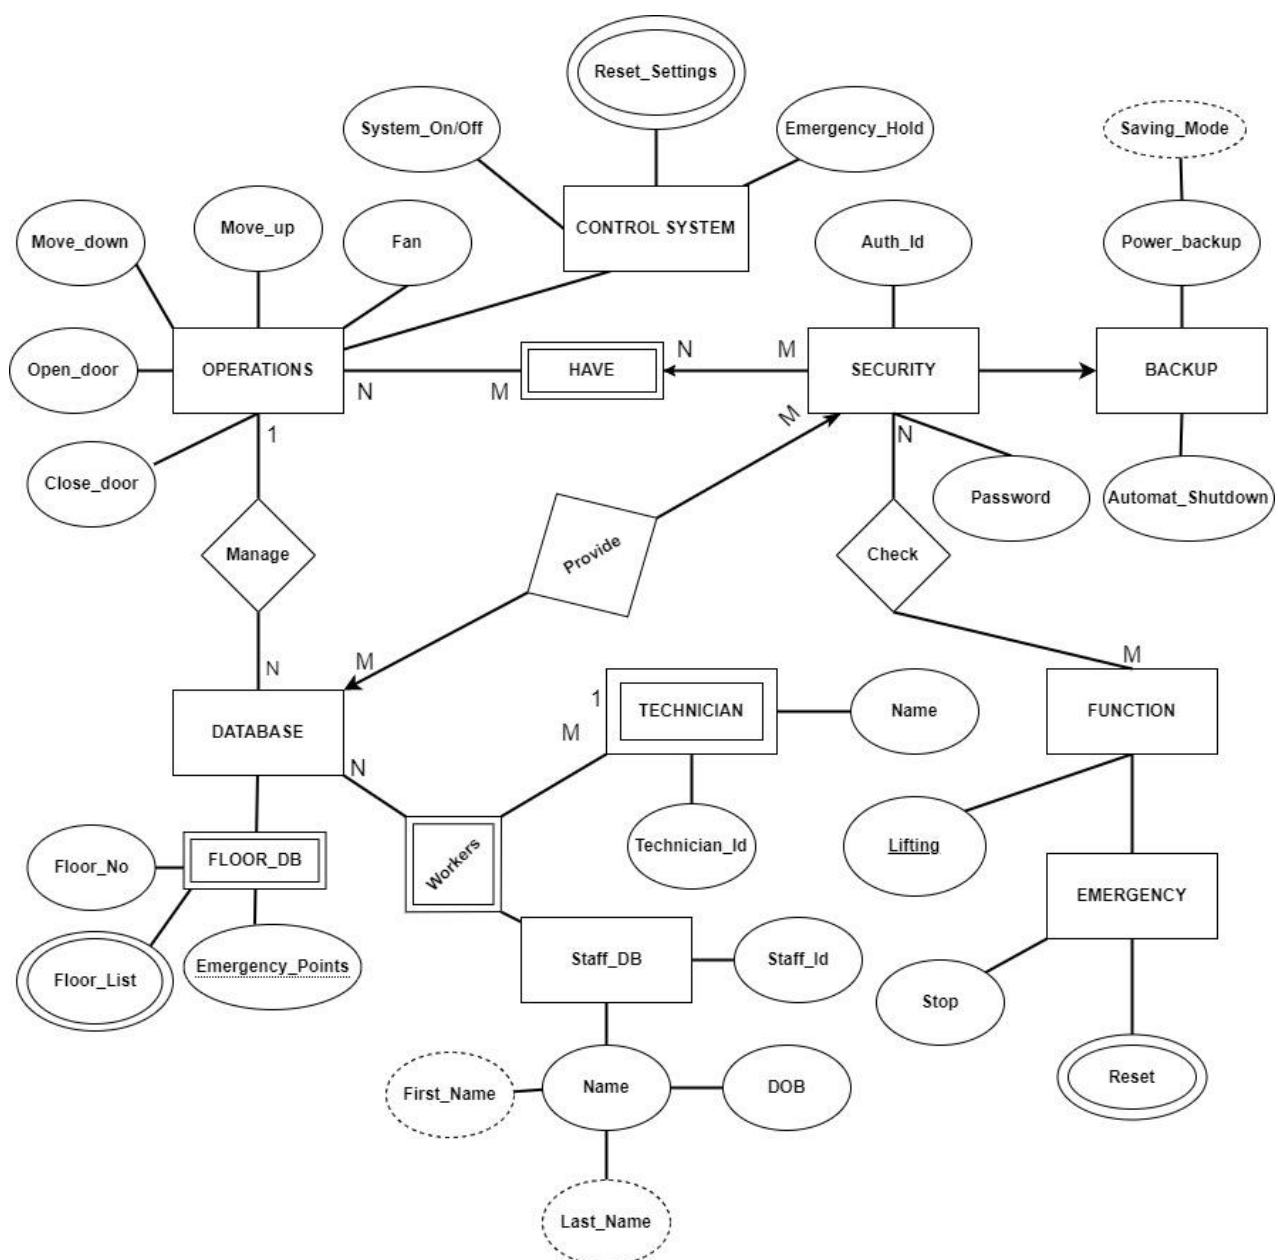 Reset_Settings
System_On/Off
Emergency_Hold
Saving_Mode
CONTROL SYSTEM
Move_down
Move_up
Fan
Auth_Id
Power_backup
Open_door
OPERATIONS
N
M
HAVE
N
M
SECURITY
BACKUP
1
M
N
Close_door
Password
Automat_Shutdown
Manage
Provide
Check
N
M
M
DATABASE
N
1
M
TECHNICIAN
Name
FUNCTION
Floor_No
FLOOR_DB
Workers
Technician_Id
Lifting
EMERGENCY
Floor_List
Emergency_Points
Staff_DB
Staff_Id
Stop
First_Name
Name
DOB
Reset
Last_Name